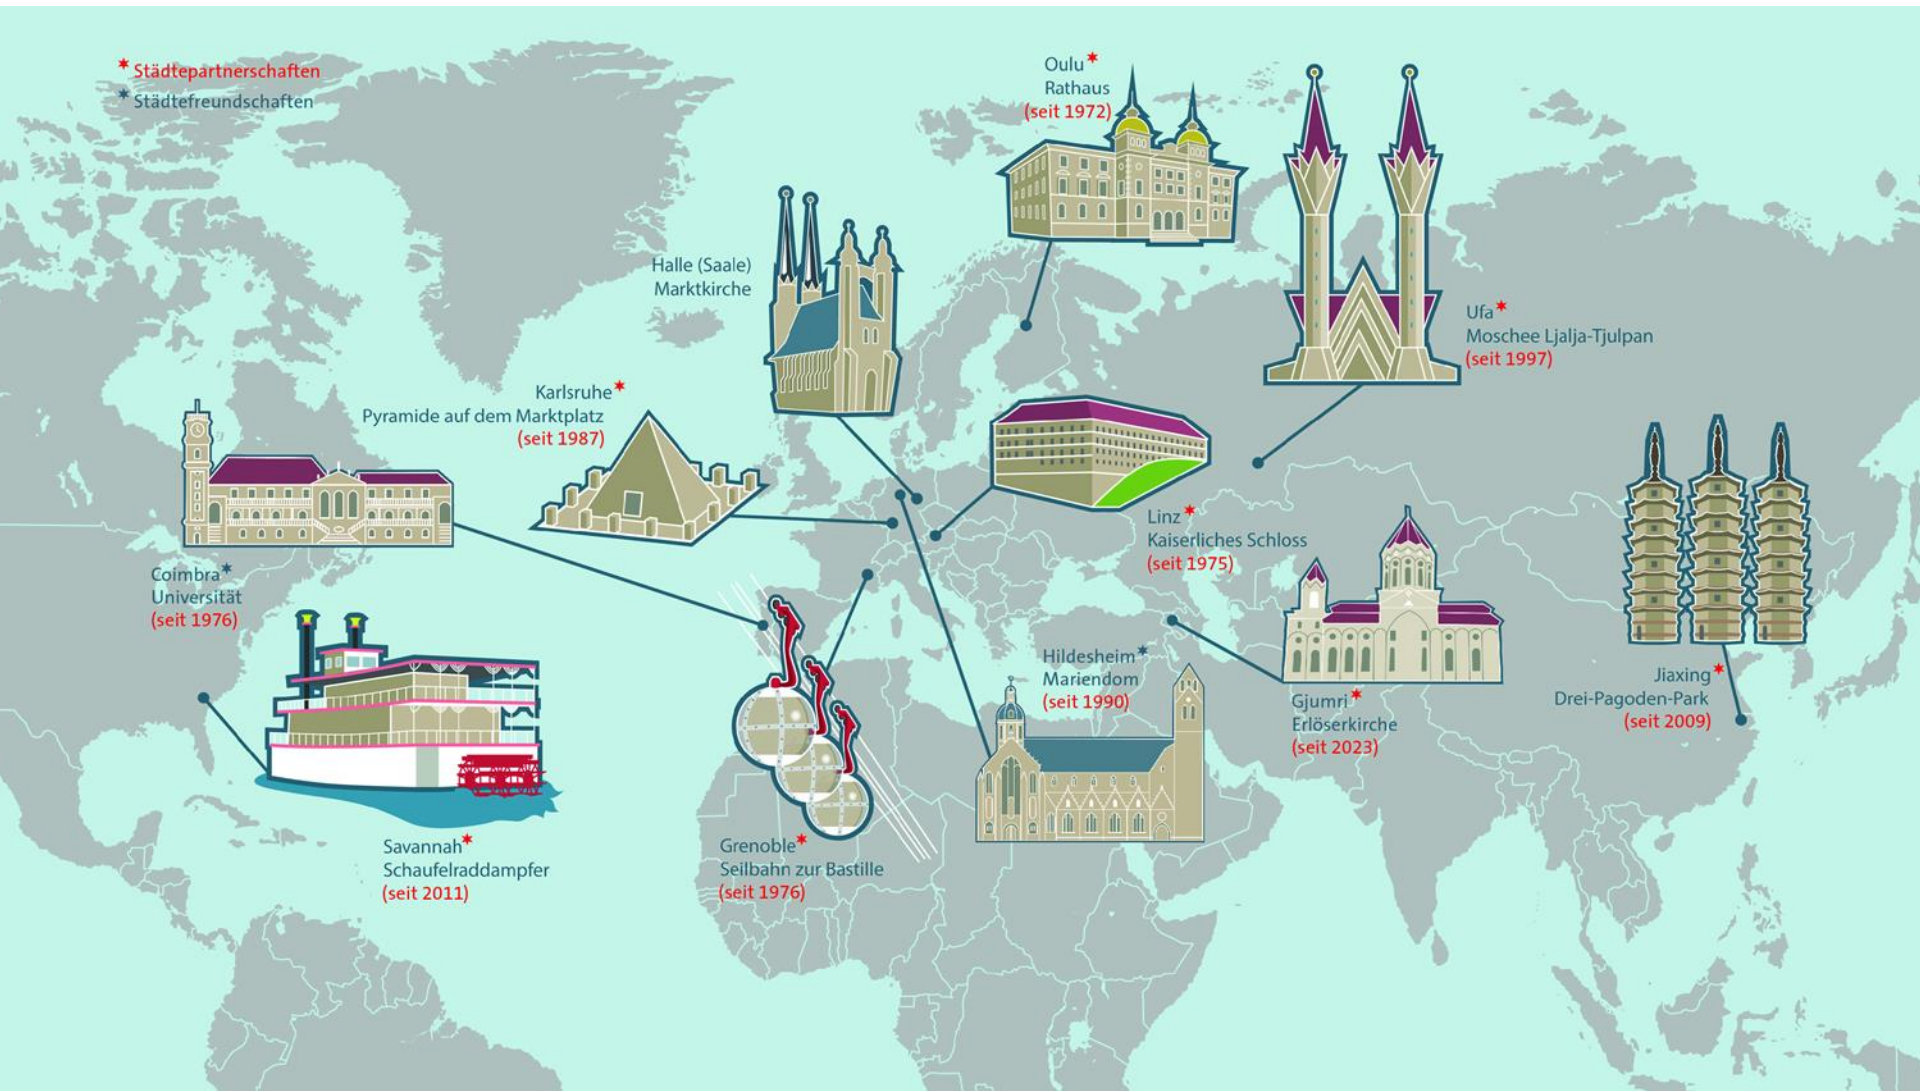 * Städtepartnerschaften
* Städtefreundschaften
Oulu*
Rathaus
(seit 1972)
Halle (Saale)
Marktkirche
Ufa*
Moschee Ljalja-Tjulpan
(seit 1997)
Karlsruhe*
Pyramide auf dem Marktplatz
(seit 1987)
Linz*
Kaiserliches Schloss
(seit 1975)
Coimbra*
Universität
(seit 1976)
Hildesheim*
Mariendom
(seit 1990)
Gjumri*
Erlöserkirche
(seit 2023)
Jiaxing*
Drei-Pagoden-Park
(seit 2009)
Savannah*
Schaufelraddampfer
(seit 2011)
Grenoble*
Seilbahn zur Bastille
(seit 1976)